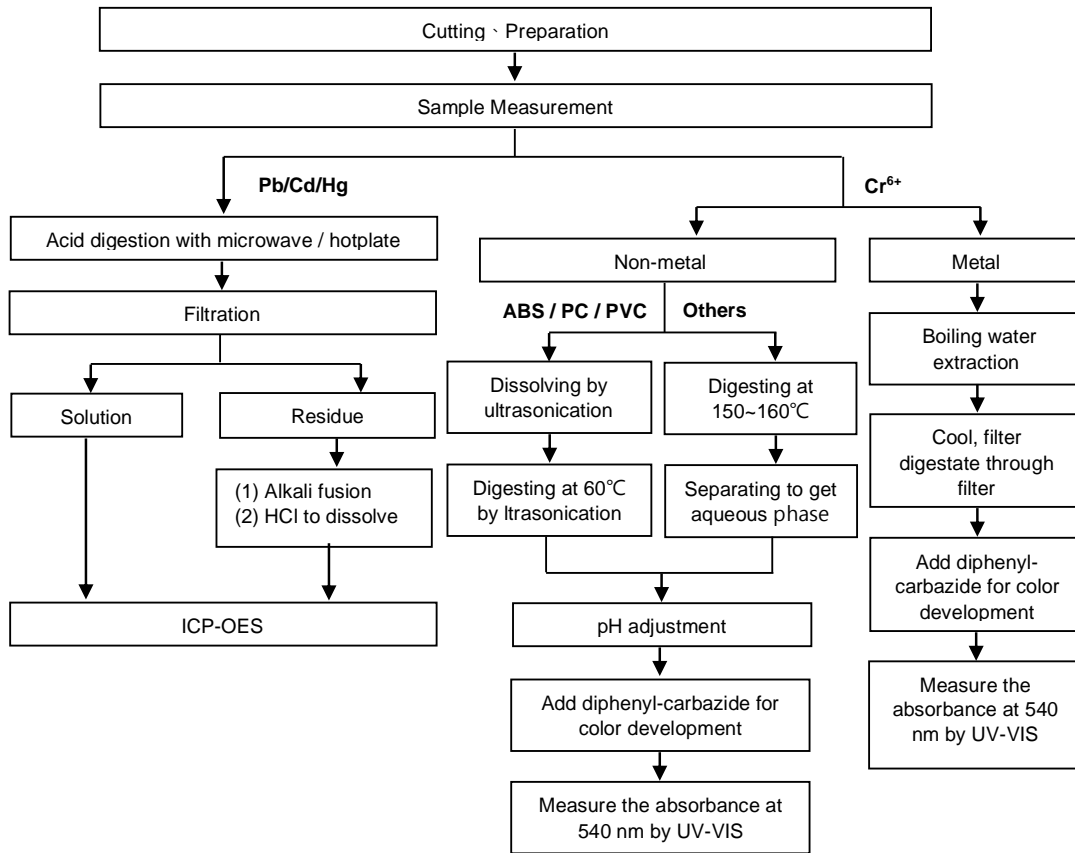 Cutting、Preparation
Sample Measurement
Pb/Cd/Hg
Cr⁶⁺
Acid digestion with microwave / hotplate
Filtration
Solution
Residue
(1) Alkali fusion
(2) HCl to dissolve
ICP-OES
Non-metal
ABS / PC / PVC
Others
Dissolving by
ultrasonication
Digesting at 60℃
by Itrasonication
Digesting at
150~160℃
Separating to get
aqueous phase
pH adjustment
Add diphenyl-carbazide for
color development
Measure the absorbance at
540 nm by UV-VIS
Metal
Boiling water
extraction
Cool, filter
digestate through
filter
Add diphenyl-
carbazide for color
development
Measure the
absorbance at 540
nm by UV-VIS